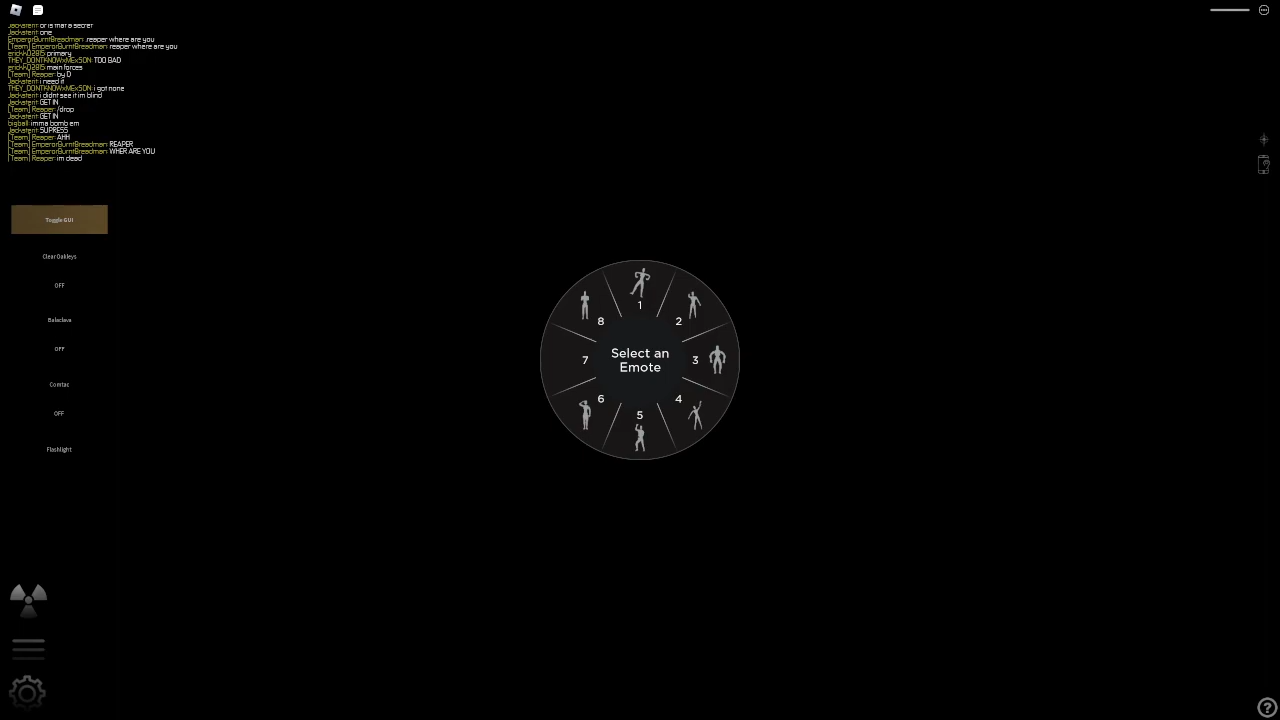 Jackatent: or is that a secret
Jackatent: one
EmperorBurntBreadman: .reaper where are you
[Team] EmperorBurntBreadman: reaper where are you
primary
THEY_DONTKNOWxMExSON: TOO BAD
main forces
[Team] Reaper: by D
Jackatent: i need it
THEY_DONTKNOWxMExSON: i got none
Jackatent: i didnt see it im blind
Jackatent: GET IN
[Team] Reaper: /drop
Jackatent: GET IN
bigball: imma bomb em
Jackatent: SUPRESS
[Team] Reaper: AHH
[Team] EmperorBurntBreadman: REAPER
[Team] EmperorBurntBreadman: WHER ARE YOU
[Team] Reaper: im dead
Toggle GUI
Clear Oakleys
OFF
Balaclava
OFF
Comtac
OFF
Flashlight
1
8
2
7
Select an
Emote
3
6
4
5
?